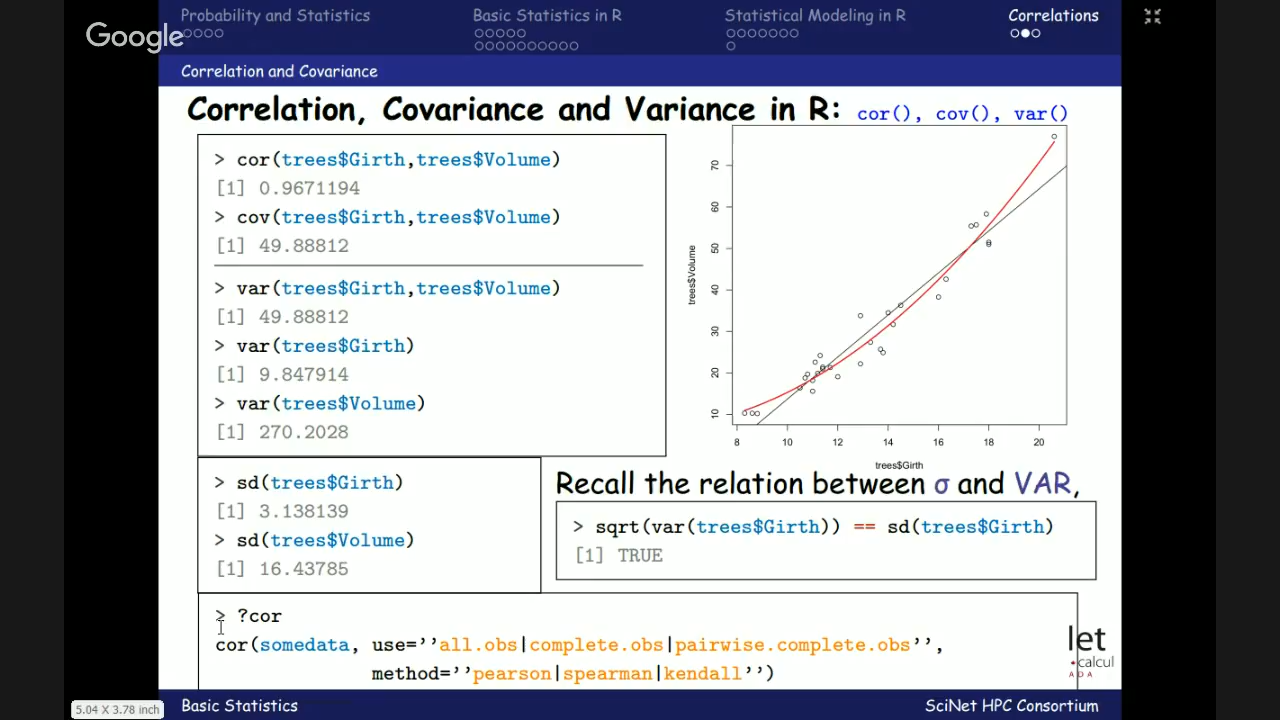 Probability and Statistics
Basic Statistics in R
Statistical Modeling in R
Correlations
Google
Correlation and Covariance
Correlation, Covariance and Variance in R: cor(), cov(), var()
> cor(trees$Girth,trees$Volume)
[1] 0.9671194
> cov(trees$Girth,trees$Volume)
[1] 49.88812
> var(trees$Girth,trees$Volume)
[1] 49.88812
> var(trees$Girth)
[1] 9.847914
> var(trees$Volume)
[1] 270.2028
trees$Volume
70
60
50
40
30
20
10
8 10 12 14 16 18 20
trees$Girth
> sd(trees$Girth)
[1] 3.138139
> sd(trees$Volume)
[1] 16.43785
Recall the relation between σ and VAR,
> sqrt(var(trees$Girth)) == sd(trees$Girth)
[1] TRUE
> ?cor
cor(somedata, use=’’all.obs|complete.obs|pairwise.complete.obs’’,
method=’’pearson|spearman|kendall’’)
let
calcul
ADA
5.04 X 3.78 inch
Basic Statistics
SciNet HPC Consortium